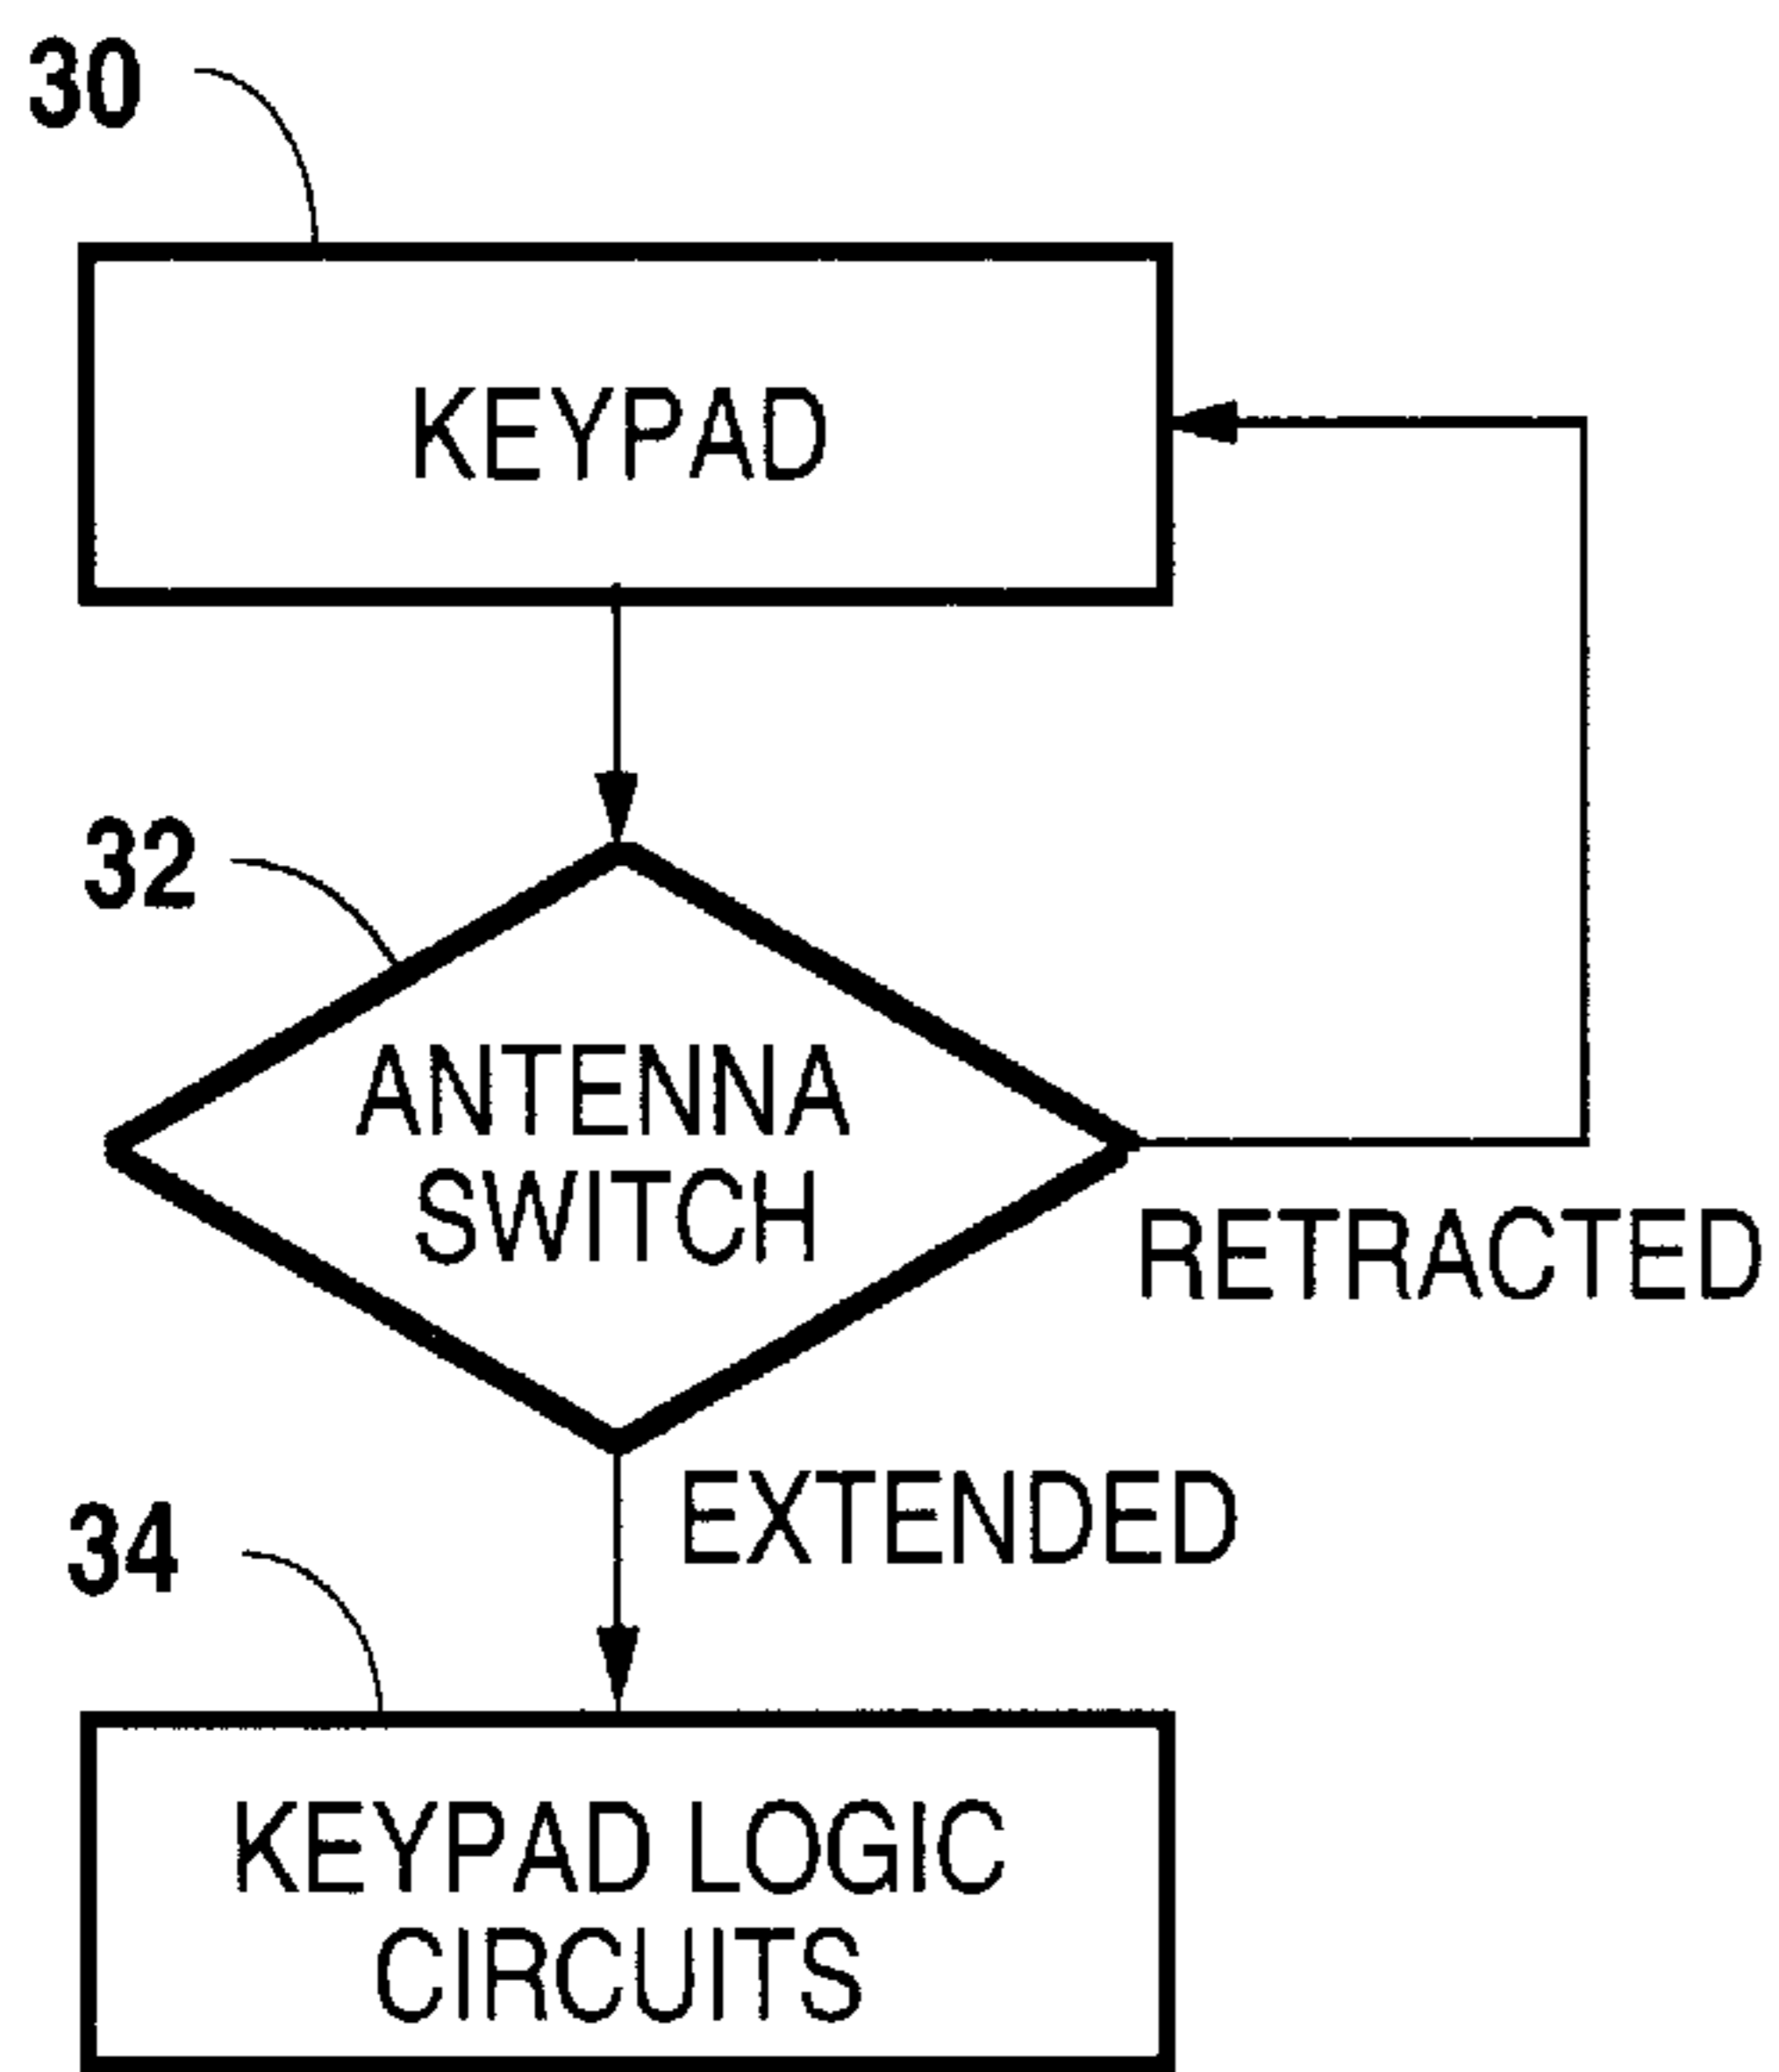 30
KEYPAD
32
ANTENNA
SWITCH
RETRACTED
EXTENDED
34
KEYPAD LOGIC
CIRCUITS